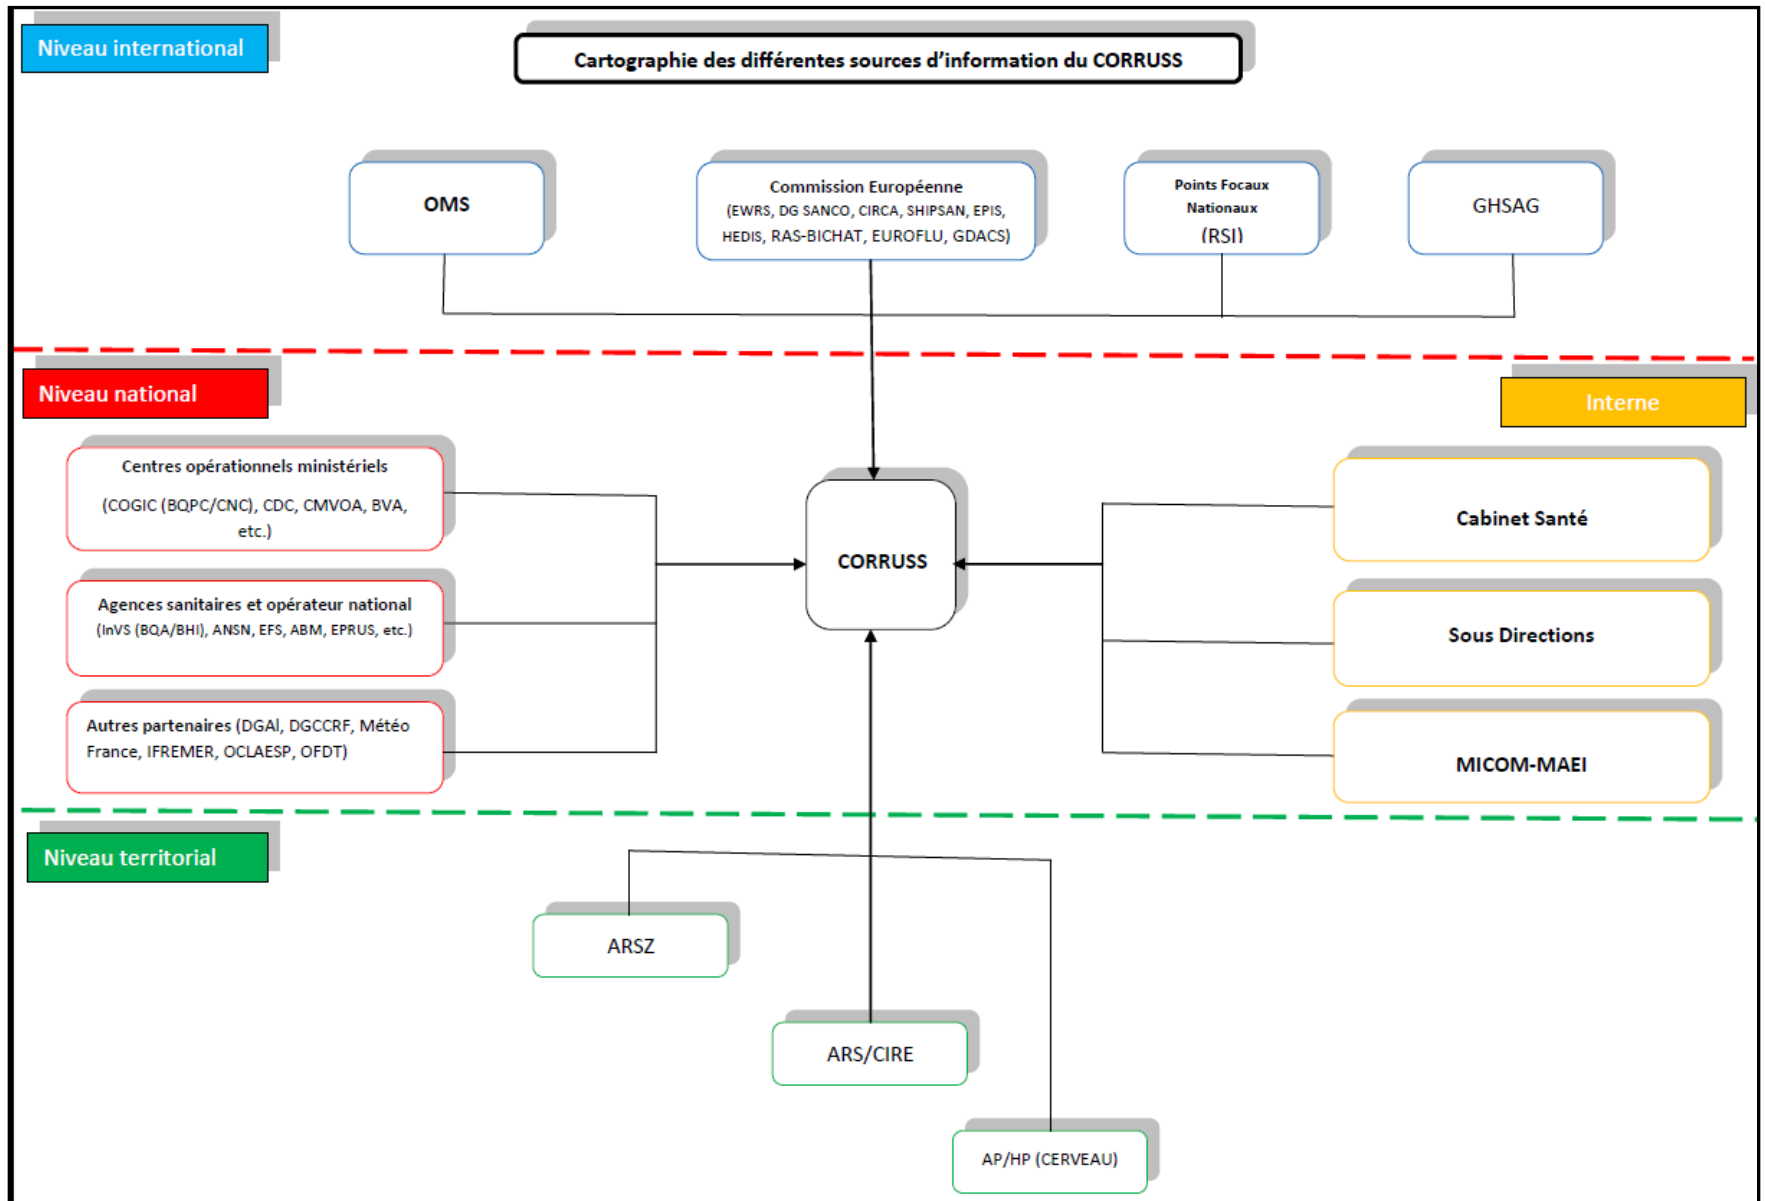 Niveau international
Cartographie des différentes sources d'information du CORRUSS
OMS
Commission Européenne
(EWRS, DG SANCO, CIRCA, SHIPSAN, EPIS,
HEDIS, RAS-BICHAT, EUROFLU, GDACS)
Points Focaux
Nationaux
(RSI)
GHSAG
Niveau national
Interne
Centres opérationnels ministériels
(COGIC (BQPC/CNC), CDC, CMVOA, BVA,
etc.)
Agences sanitaires et opérateur national
(InVS (BQA/BHI), ANSN, EFS, ABM, EPRUS, etc.)
Autres partenaires (DGAl, DGCCRF, Météo
France, IFREMER, OCLAESP, OFDT)
CORRUSS
Cabinet Santé
Sous Directions
MICOM-MAEI
Niveau territorial
ARSZ
ARS/CIRE
AP/HP (CERVEAU)